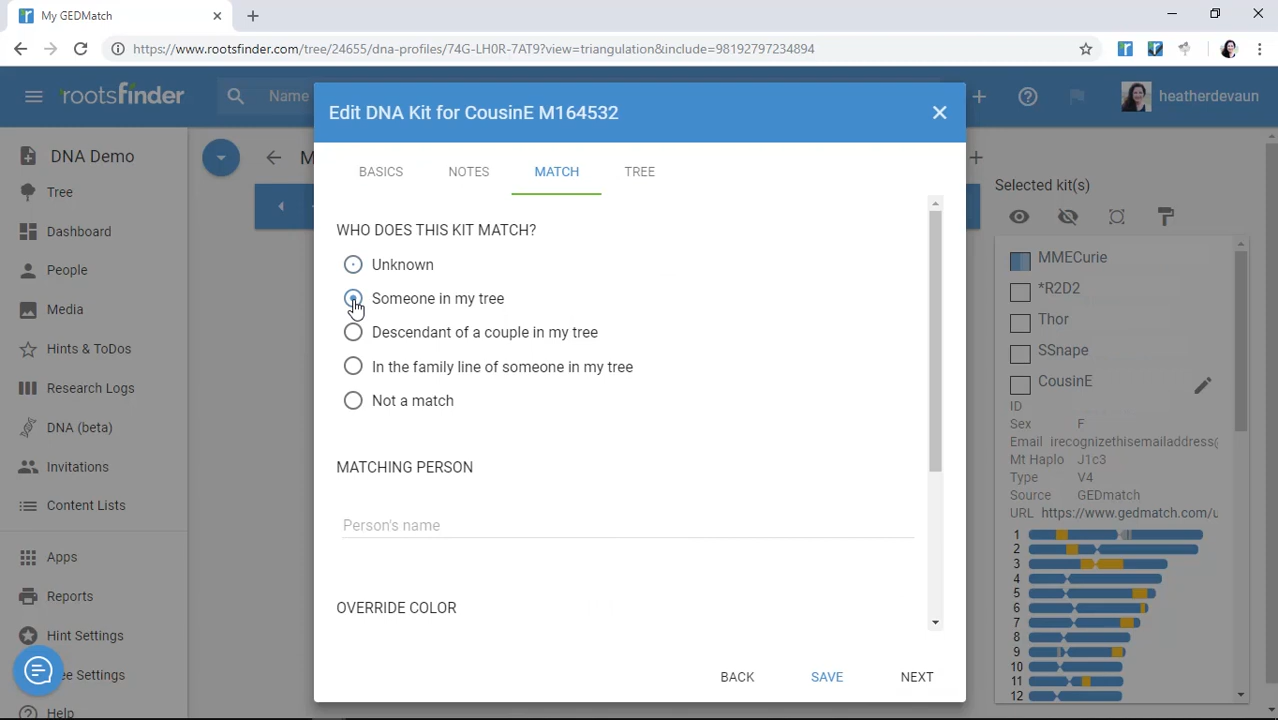 My GEDMatch
https://www.rootsfinder.com/tree/24655/dna-profiles/74G-LH0R-7AT9?view=triangulation&include=98192797234894
rootsfinder
Name
heatherdevaun
Edit DNA Kit for CousinE M164532
DNA Demo
Tree
Dashboard
People
Media
Hints & ToDos
Research Logs
DNA (beta)
Invitations
Content Lists
Apps
Reports
Hint Settings
ee Settings
Help
M
BASICS NOTES MATCH TREE
WHO DOES THIS KIT MATCH?
Unknown
Someone in my tree
Descendant of a couple in my tree
In the family line of someone in my tree
Not a match
MATCHING PERSON
Person's name
OVERRIDE COLOR
BACK SAVE NEXT
Selected kit(s)
MMECurie
*R2D2
Thor
SSnape
CousinE
ID
Sex F
Email irecognizethisemailaddress@
Mt Haplo J1c3
Type V4
Source GEDmatch
URL https://www.gedmatch.com/u
1
2
3
4
5
6
7
8
9
10
11
12